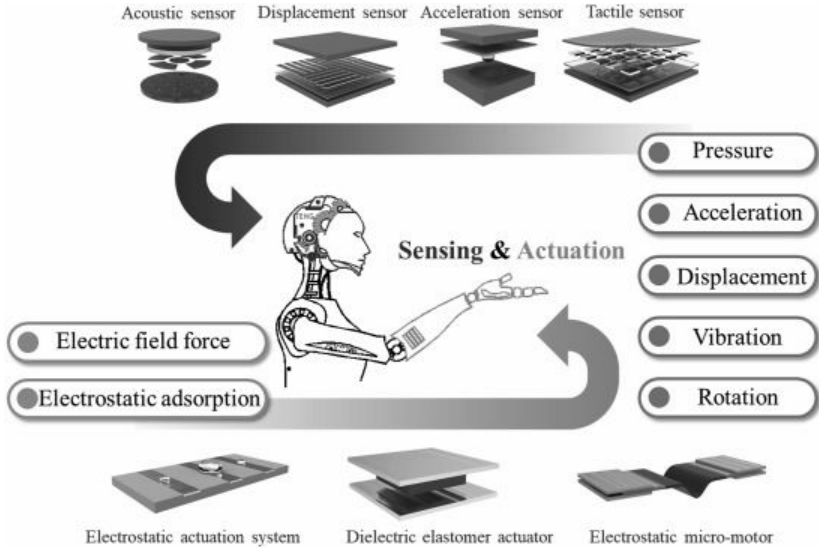 Acoustic sensor
Displacement sensor
Acceleration sensor
Tactile sensor
Pressure
Acceleration
TENG
Sensing & Actuation
Displacement
Electric field force
Vibration
Electrostatic adsorption
Rotation
Electrostatic actuation system
Dielectric elastomer actuator
Electrostatic micro-motor